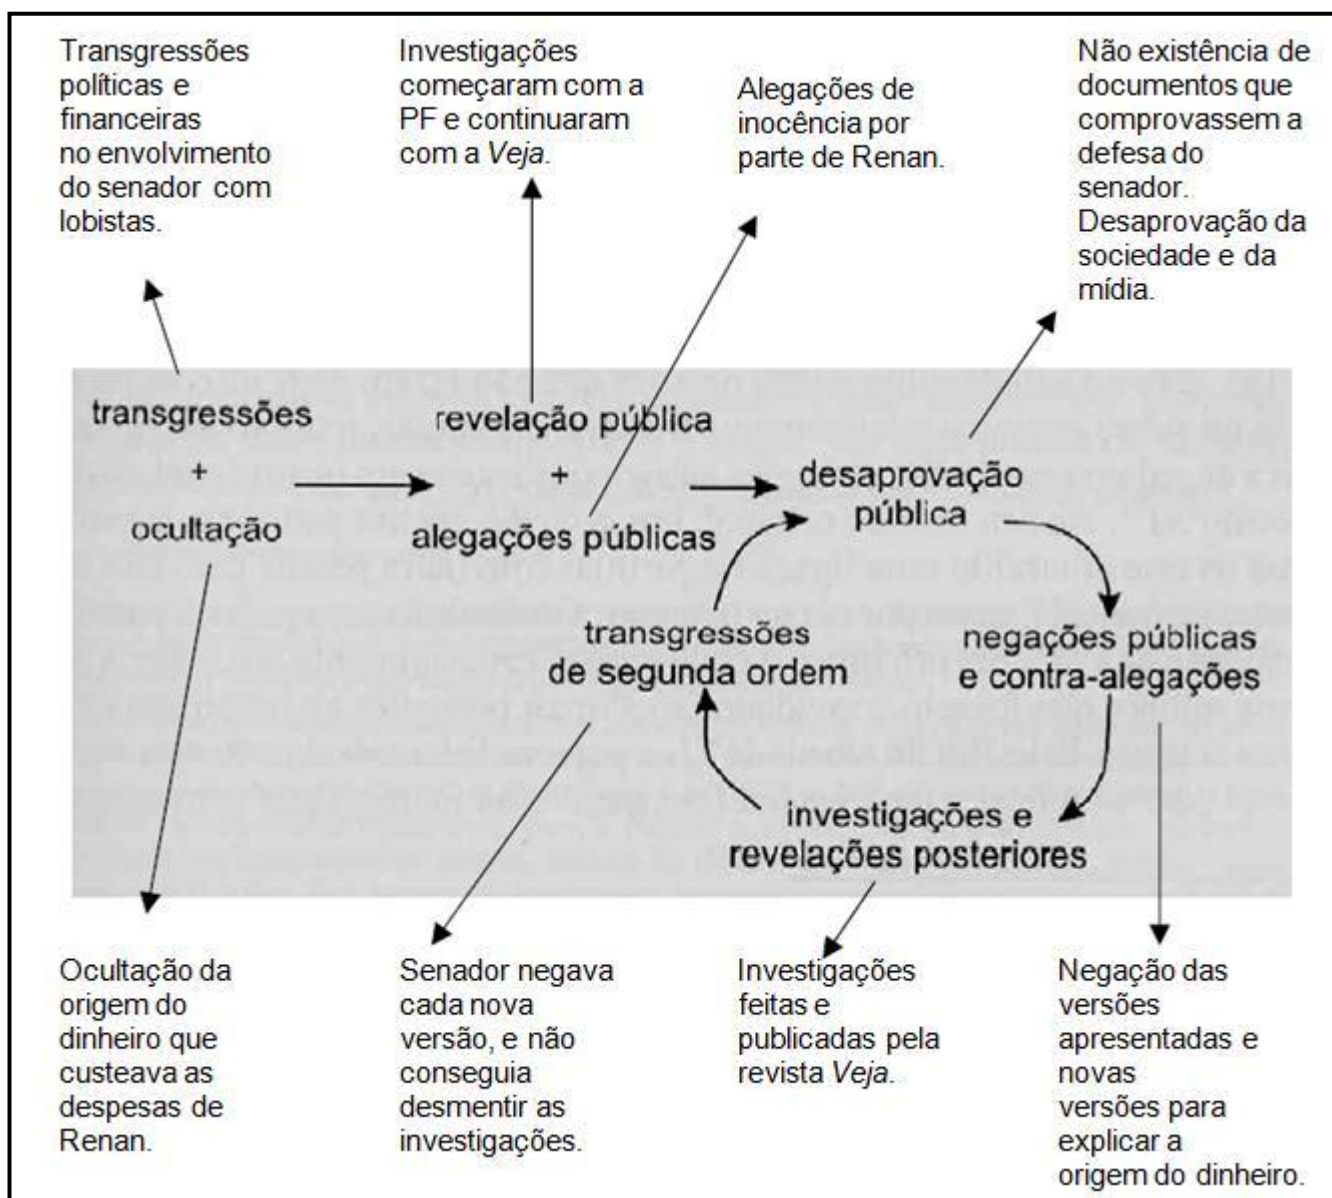 Transgressões
políticas e
financeiras
no envolvimento
do senador com
lobistas.
Investigações
começaram com a
PF e continuaram
com a Veja.
Alegações de
inocência por
parte de Renan.
Não existência de
documentos que
comprovassem a
defesa do
senador.
Desaprovação da
sociedade e da
mídia.
transgressões
+
ocultação
revelação pública
+
alegações públicas
desaprovação
pública
transgressões
de segunda ordem
negações públicas
e contra-alegações
investigações e
revelações posteriores
Ocultação da
origem do
dinheiro que
custeava as
despesas de
Renan.
Senador negava
cada nova
versão, e não
conseguia
desmentir as
investigações.
Investigações
feitas e
publicadas pela
revista Veja.
Negação das
versões
apresentadas e
novas
versões para
explicar a
origem do dinheiro.